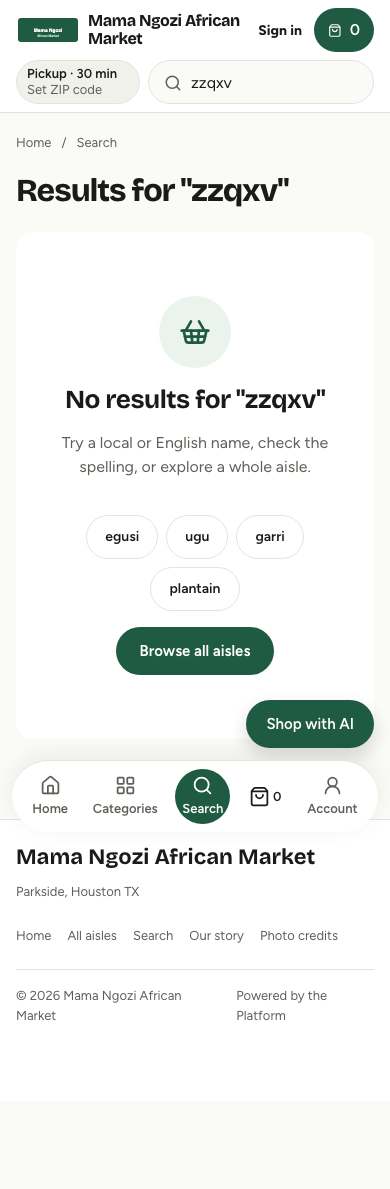 Mama Ngozi
African Market
Mama Ngozi African
Market
Sign in
0
Pickup · 30 min
Set ZIP code
zzqxv
Home / Search
Results for "zzqxv"
No results for "zzqxv"
Try a local or English name, check the
spelling, or explore a whole aisle.
egusi
ugu
garri
plantain
Browse all aisles
Shop with AI
Home
Categories
Search
0
Account
Mama Ngozi African Market
Parkside, Houston TX
Home
All aisles
Search
Our story
Photo credits
© 2026 Mama Ngozi African
Market
Powered by the
Platform